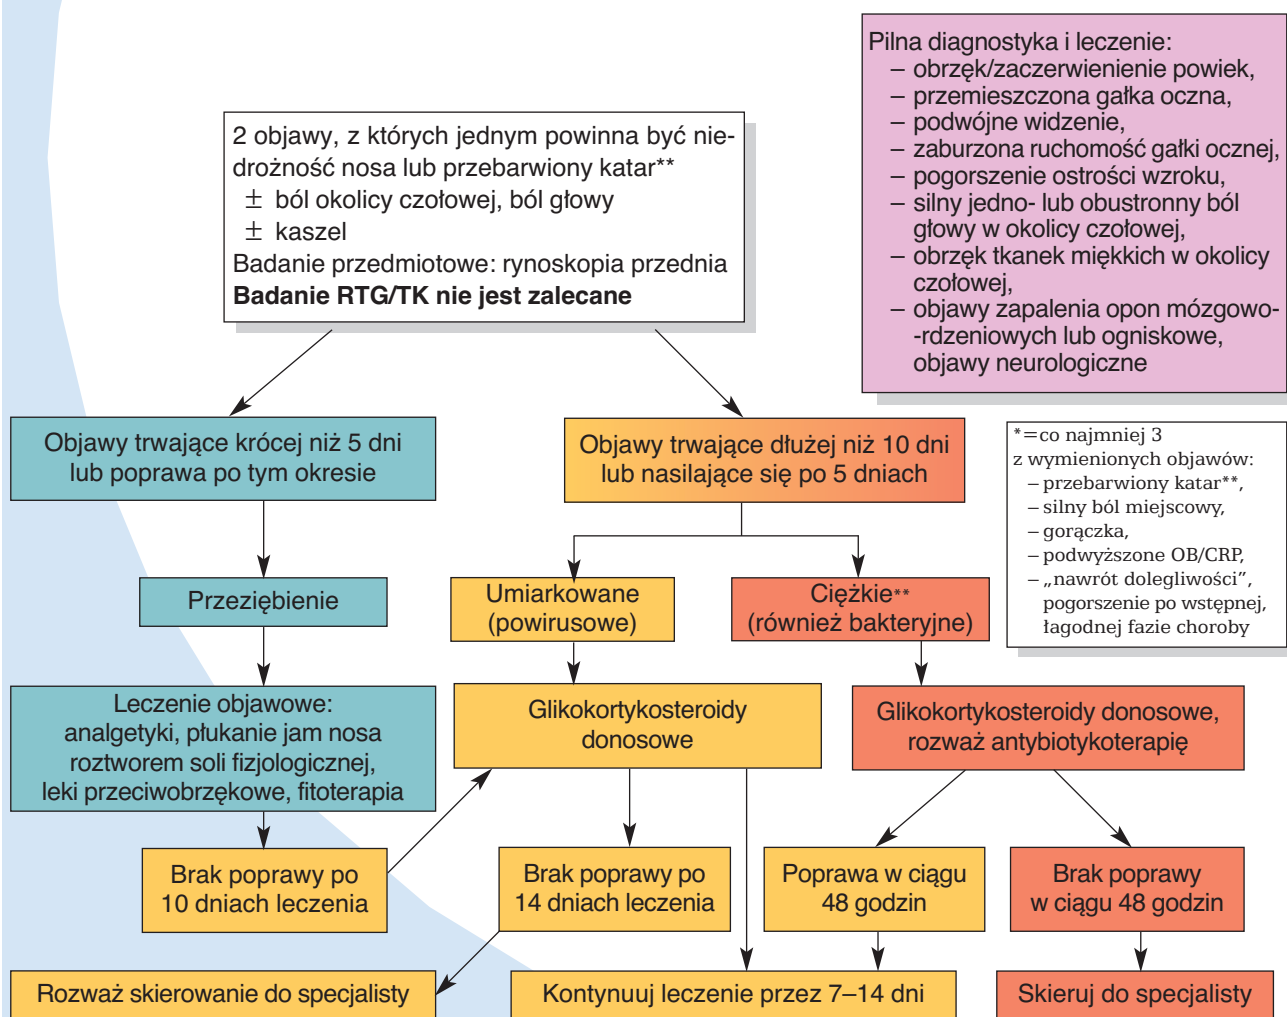 2 objawy, z których jednym powinna być nie-
drożność nosa lub przebarwiony katar**
± ból okolicy czołowej, ból głowy
± kaszel
Badanie przedmiotowe: rynoskopia przednia
Badanie RTG/TK nie jest zalecane
Pilna diagnostyka i leczenie:
– obrzęk/zaczerwienienie powiek,
– przemieszczona gałka oczna,
– podwójne widzenie,
– zaburzona ruchomość gałki ocznej,
– pogorszenie ostrości wzroku,
– silny jedno- lub obustronny ból
głowy w okolicy czołowej,
– obrzęk tkanek miękkich w okolicy
czołowej,
– objawy zapalenia opon mózgowo-
-rdzeniowych lub ogniskowe,
objawy neurologiczne
Objawy trwające krócej niż 5 dni
lub poprawa po tym okresie
Objawy trwające dłużej niż 10 dni
lub nasilające się po 5 dniach
*=co najmniej 3
z wymienionych objawów:
– przebarwiony katar**,
– silny ból miejscowy,
– gorączka,
– podwyższone OB/CRP,
– „nawrót dolegliwości”,
pogorszenie po wstępnej,
łagodnej fazie choroby
Przeziębienie
Umiarkowane
(powirusowe)
Ciężkie**
(również bakteryjne)
Leczenie objawowe:
analgetyki, płukanie jam nosa
roztworem soli fizjologicznej,
leki przeciwobrzękowe, fitoterapia
Glikokortykosteroidy
donosowe
Glikokortykosteroidy donosowe,
rozważ antybiotykoterapię
Brak poprawy po
10 dniach leczenia
Brak poprawy po
14 dniach leczenia
Poprawa w ciągu
48 godzin
Brak poprawy
w ciągu 48 godzin
Rozważ skierowanie do specjalisty
Kontynuuj leczenie przez 7–14 dni
Skieruj do specjalisty